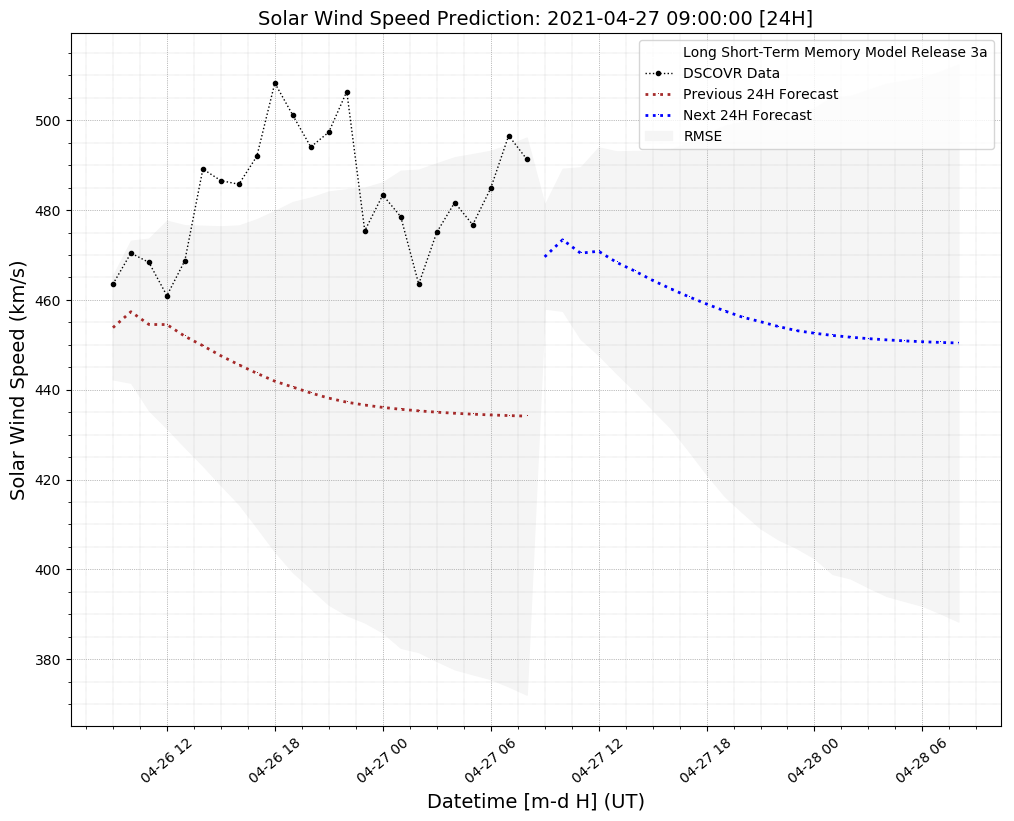 Solar Wind Speed Prediction: 2021-04-27 09:00:00 [24H]
Long Short-Term Memory Model Release 3a
DSCOVR Data
Previous 24H Forecast
Next 24H Forecast
RMSE
Solar Wind Speed (km/s)
500
480
460
440
420
400
380
04-26 12
04-26 18
04-27 00
04-27 06
04-27 12
04-27 18
04-28 00
04-28 06
Datetime [m-d H] (UT)